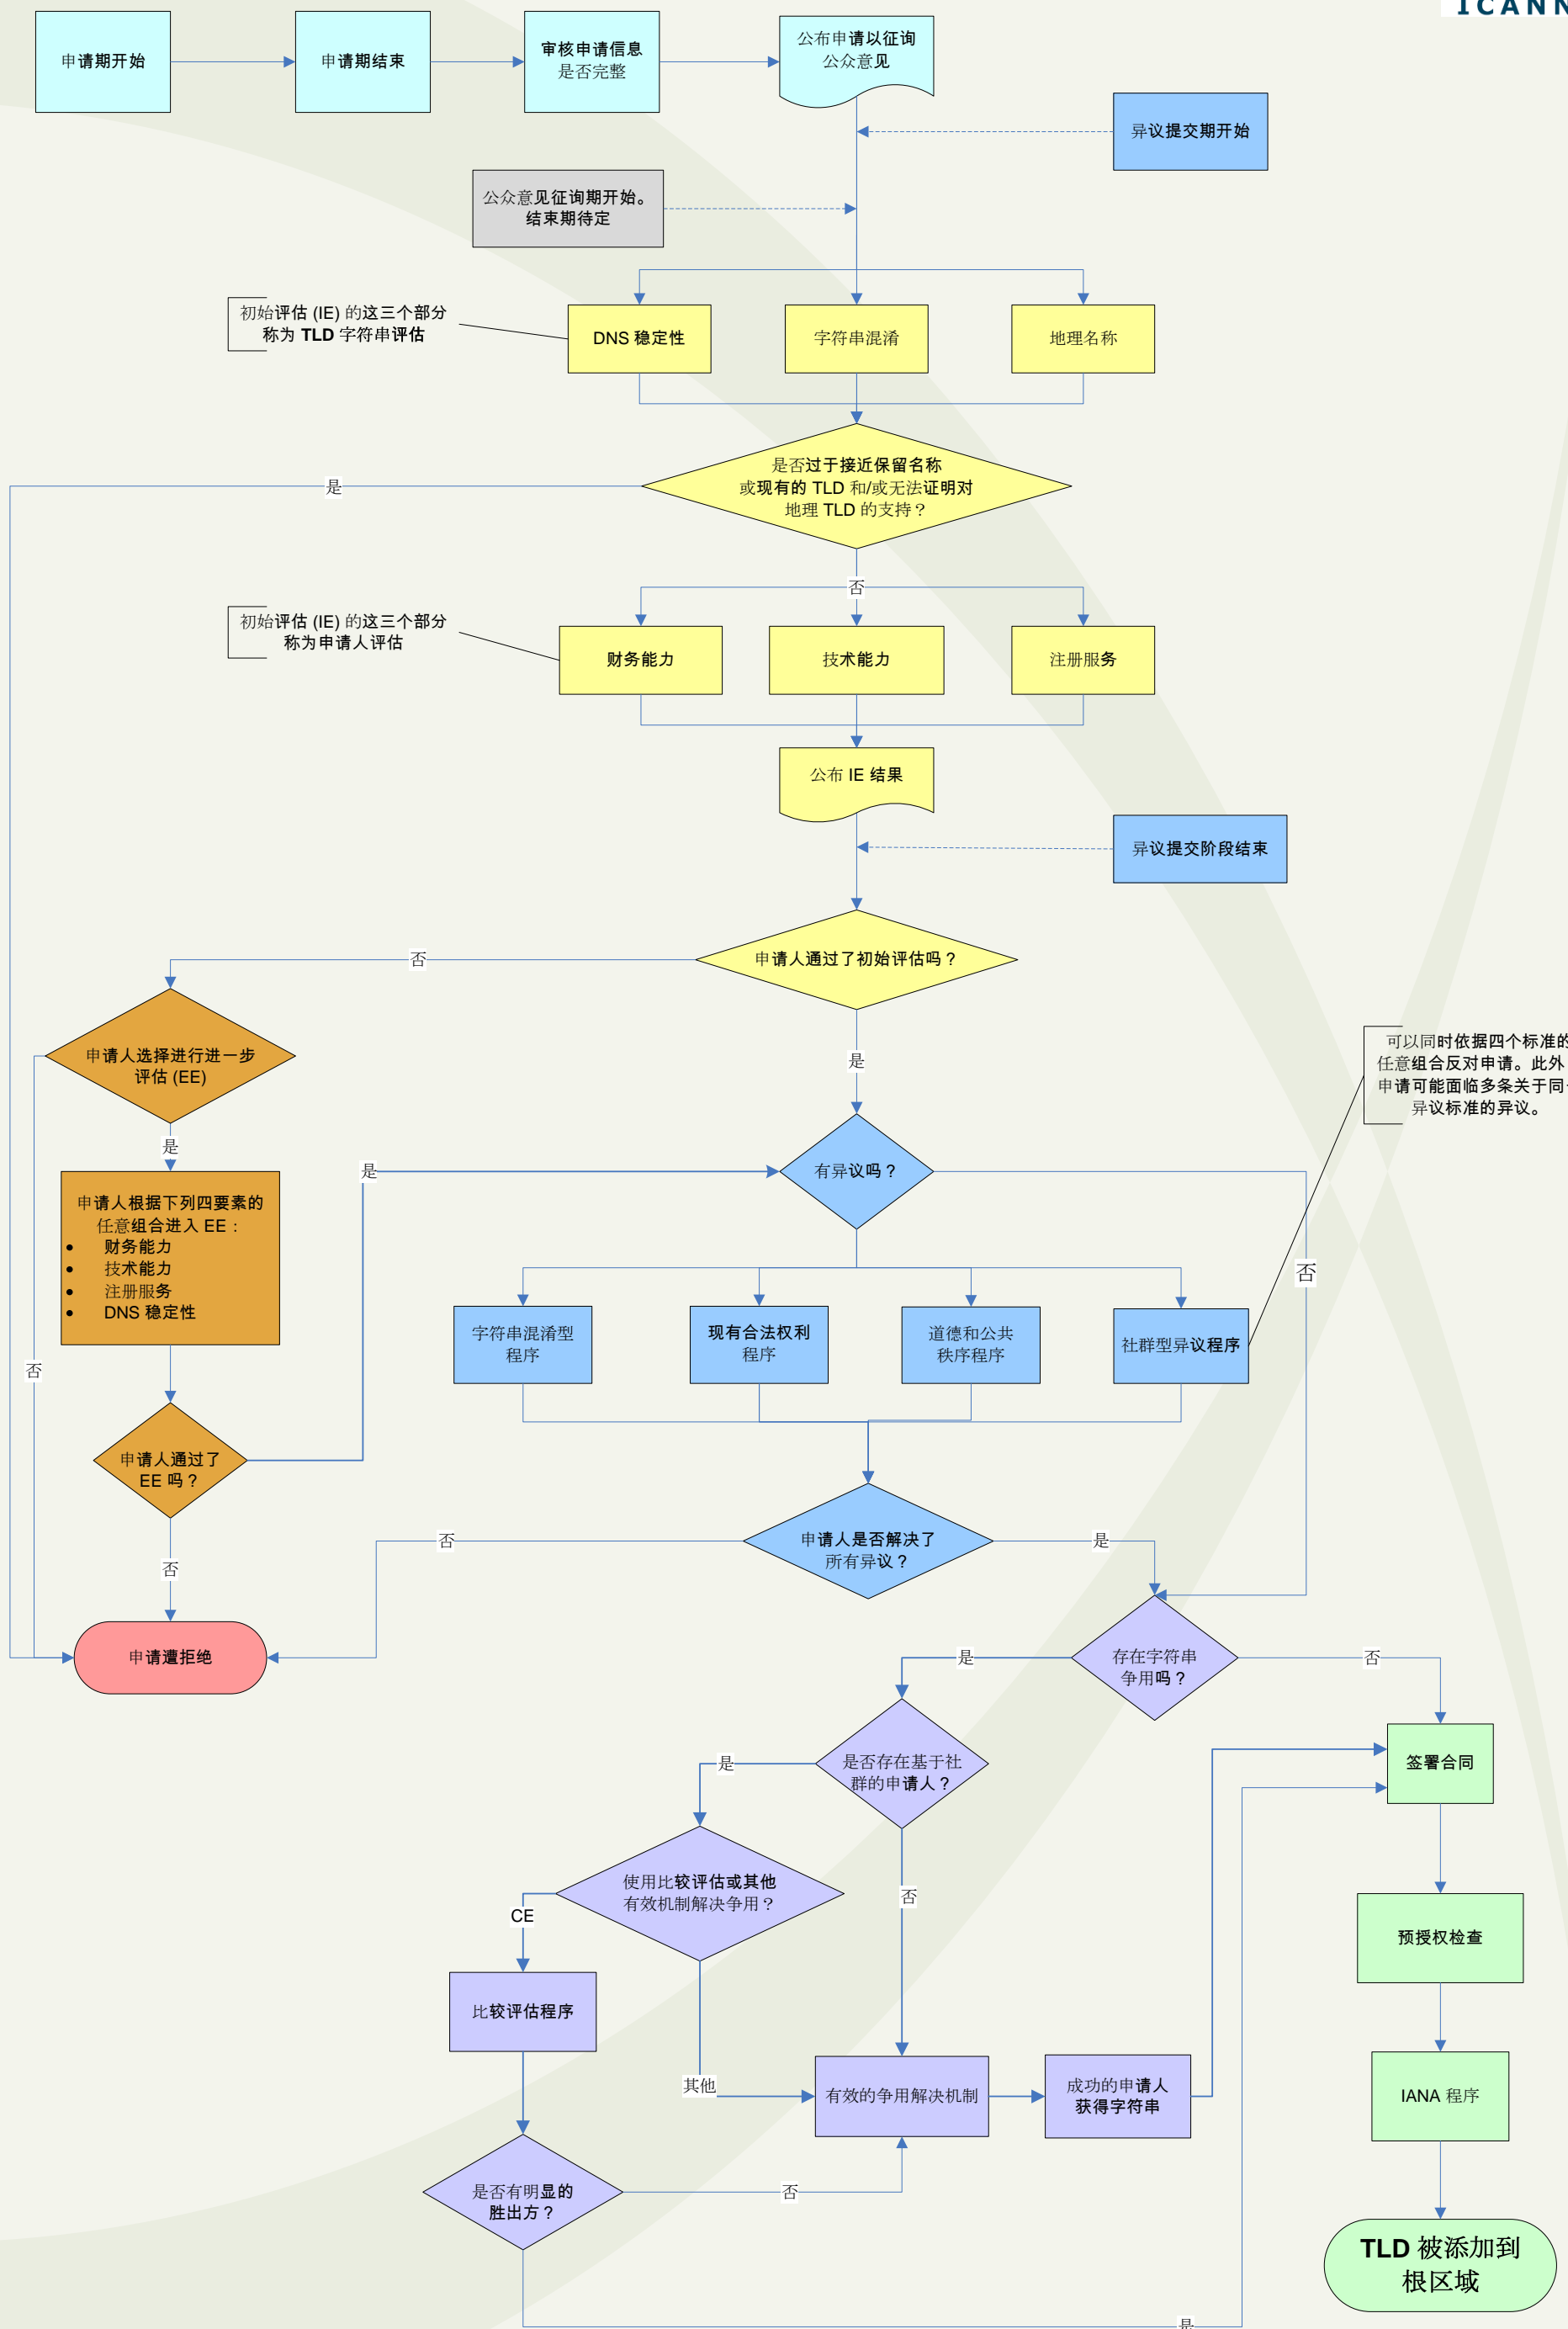 ICANN
申请期开始
申请期结束
审核申请信息
是否完整
公布申请以征询
公众意见
异议提交期开始
公众意见征询期开始。
结束期待定
初始评估 (IE) 的这三个部分
称为 TLD 字符串评估
DNS 稳定性
字符串混淆
地理名称
是否过于接近保留名称
或现有的 TLD 和/或无法证明对
地理 TLD 的支持？
是
否
初始评估 (IE) 的这三个部分
称为申请人评估
财务能力
技术能力
注册服务
公布 IE 结果
异议提交阶段结束
申请人通过了初始评估吗？
否
是
申请人选择进行进一步
评估 (EE)
可以同时依据四个标准的
任意组合反对申请。此外
申请可能面临多条关于同
异议标准的异议。
是
申请人根据下列四要素的
任意组合进入 EE：
• 财务能力
• 技术能力
• 注册服务
• DNS 稳定性
是
有异议吗？
否
否
字符串混淆型
程序
现有合法权利
程序
道德和公共
秩序程序
社群型异议程序
申请人通过了
EE 吗？
否
申请人是否解决了
所有异议？
否
是
申请遭拒绝
存在字符串
争用吗？
是
否
是否存在基于社
群的申请人？
是
否
签署合同
使用比较评估或其他
有效机制解决争用？
CE
其他
预授权检查
比较评估程序
有效的争用解决机制
成功的申请人
获得字符串
IANA 程序
是否有明显的
胜出方？
否
TLD 被添加到
根区域
是